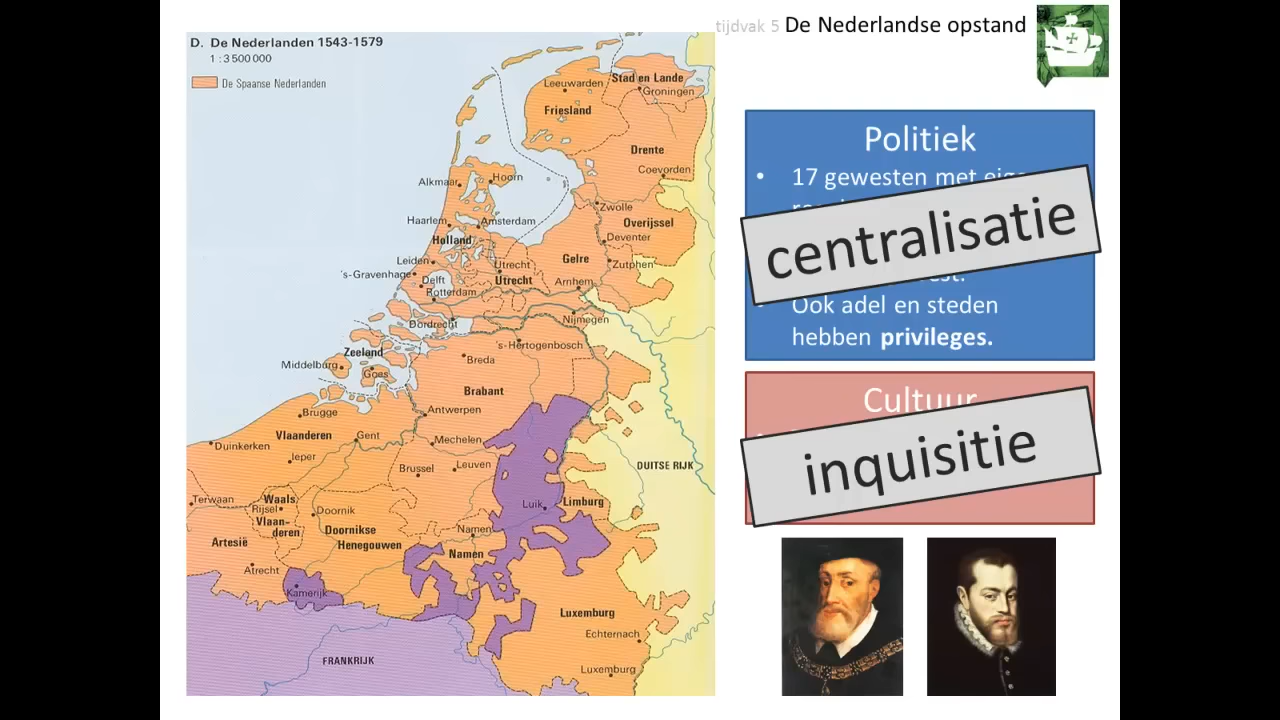 tijdvak 5 De Nederlandse opstand
D. De Nederlanden 1543-1579
1 : 3 500 000
De Spaanse Nederlanden
Stad en Lande
Leeuwarden
Groningen
Friesland
Drente
Coevorden
Alkmaar
Hoorn
Zwolle
Haarlem
Amsterdam
Overijssel
Holland
Deventer
Leiden
Gelre
Utrecht
Zutphen
's-Gravenhage
Delft
Utrecht
Arnhem
Rotterdam
Dordrecht
Nijmegen
's-Hertogenbosch
Zeeland
Breda
Middelburg
Goes
Brabant
Brugge
Antwerpen
Vlaanderen
Gent
Mechelen
Duinkerken
Ieper
Brussel
Leuven
DUITSE RIJK
Terwaan
Waals
Rijsel
Vlaan-
deren
Doornik
Luik
Limburg
Doornikse
Artesië
Henegouwen
Namen
Namen
Atrecht
Kamerijk
Luxemburg
Echternach
FRANKRIJK
Luxemburg
Politiek
• 17 gewesten met
centralisatie
• Ook adel en steden
hebben privileges.
Cultuur
inquisitie